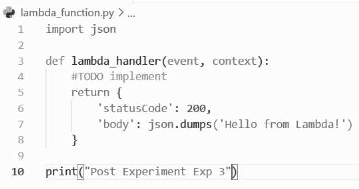 lambda_function.py > ...
1 import json
2
3 def lambda_handler(event, context):
4     #TODO implement
5     return {
6         'statusCode': 200,
7         'body': json.dumps('Hello from Lambda!')
8     }
9
10 print("Post Experiment Exp 3")